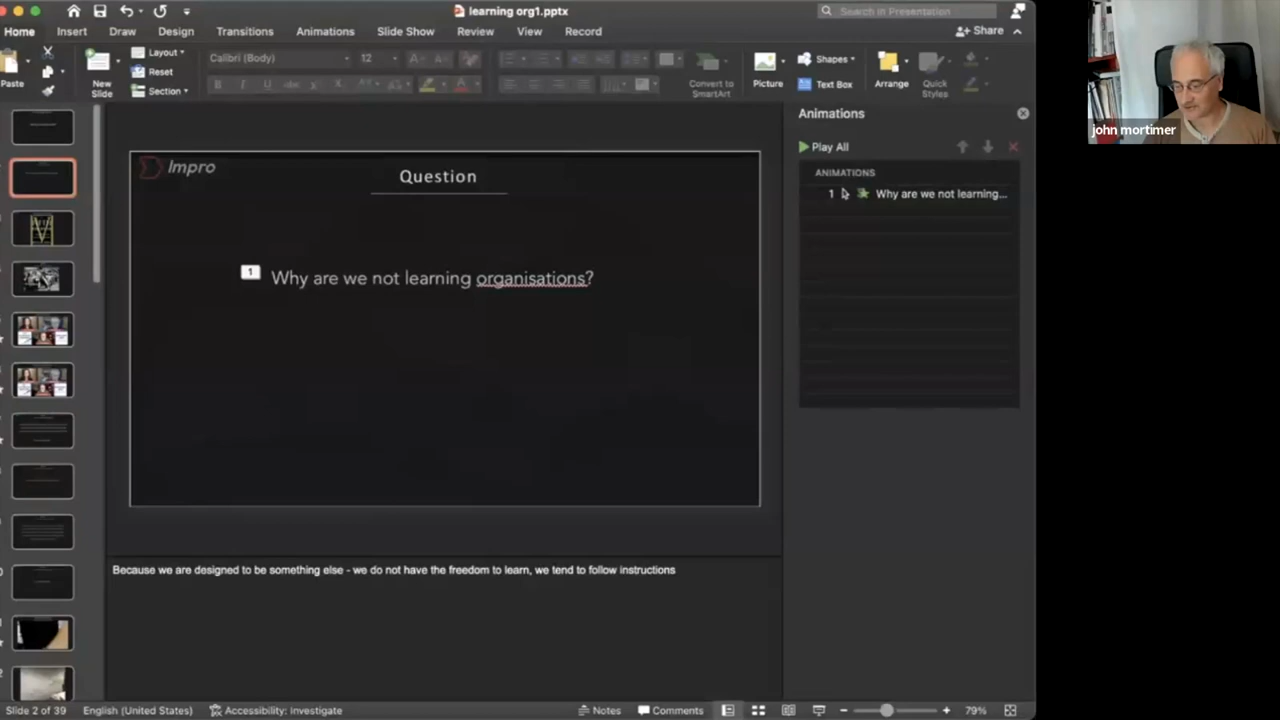 learning org1.pptx
Search in Presentation
Home
Insert
Draw
Design
Transitions
Animations
Slide Show
Review
View
Record
Share
Paste
New
Slide
Layout
Reset
Section
Calibri (Body)
12
Convert to
SmartArt
Picture
Shapes
Text Box
Arrange
Quick
Styles
john mortimer
Impro
Question
1
Why are we not learning organisations?
Animations
Play All
ANIMATIONS
1 Why are we not learning...
Because we are designed to be something else - we do not have the freedom to learn, we tend to follow instructions
Slide 2 of 39
English (United States)
Accessibility: Investigate
Notes
Comments
79%